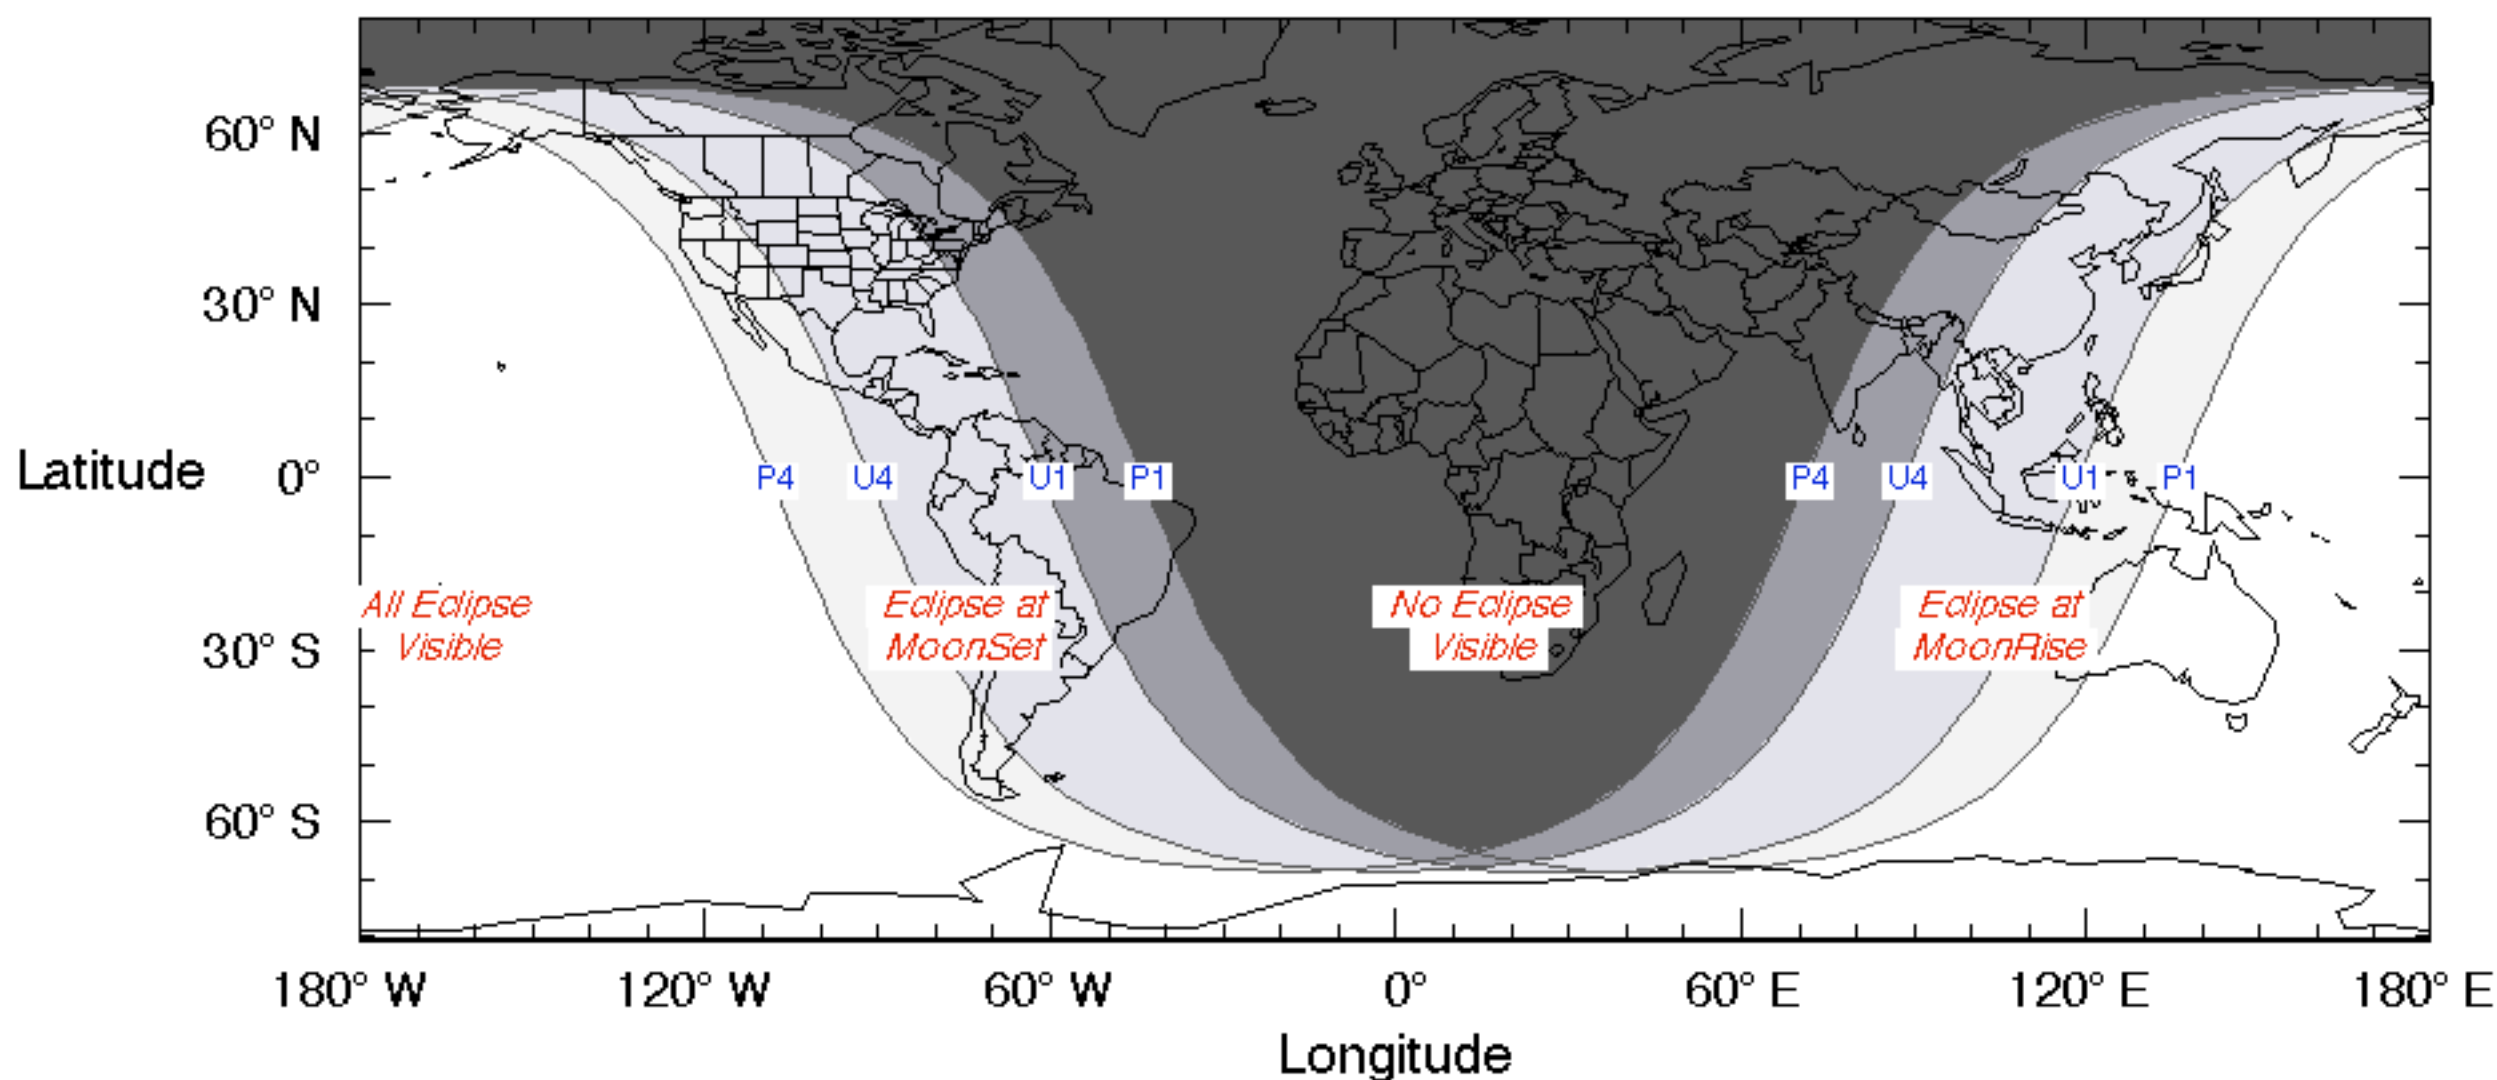 60° N
30° N
Latitude 0°
P4 U4 U1 P1 P4 U4 U1 P1
All Eclipse Visible
Eclipse at MoonSet
No Eclipse Visible
Eclipse at MoonRise
30° S
60° S
180° W 120° W 60° W 0° 60° E 120° E 180° E
Longitude